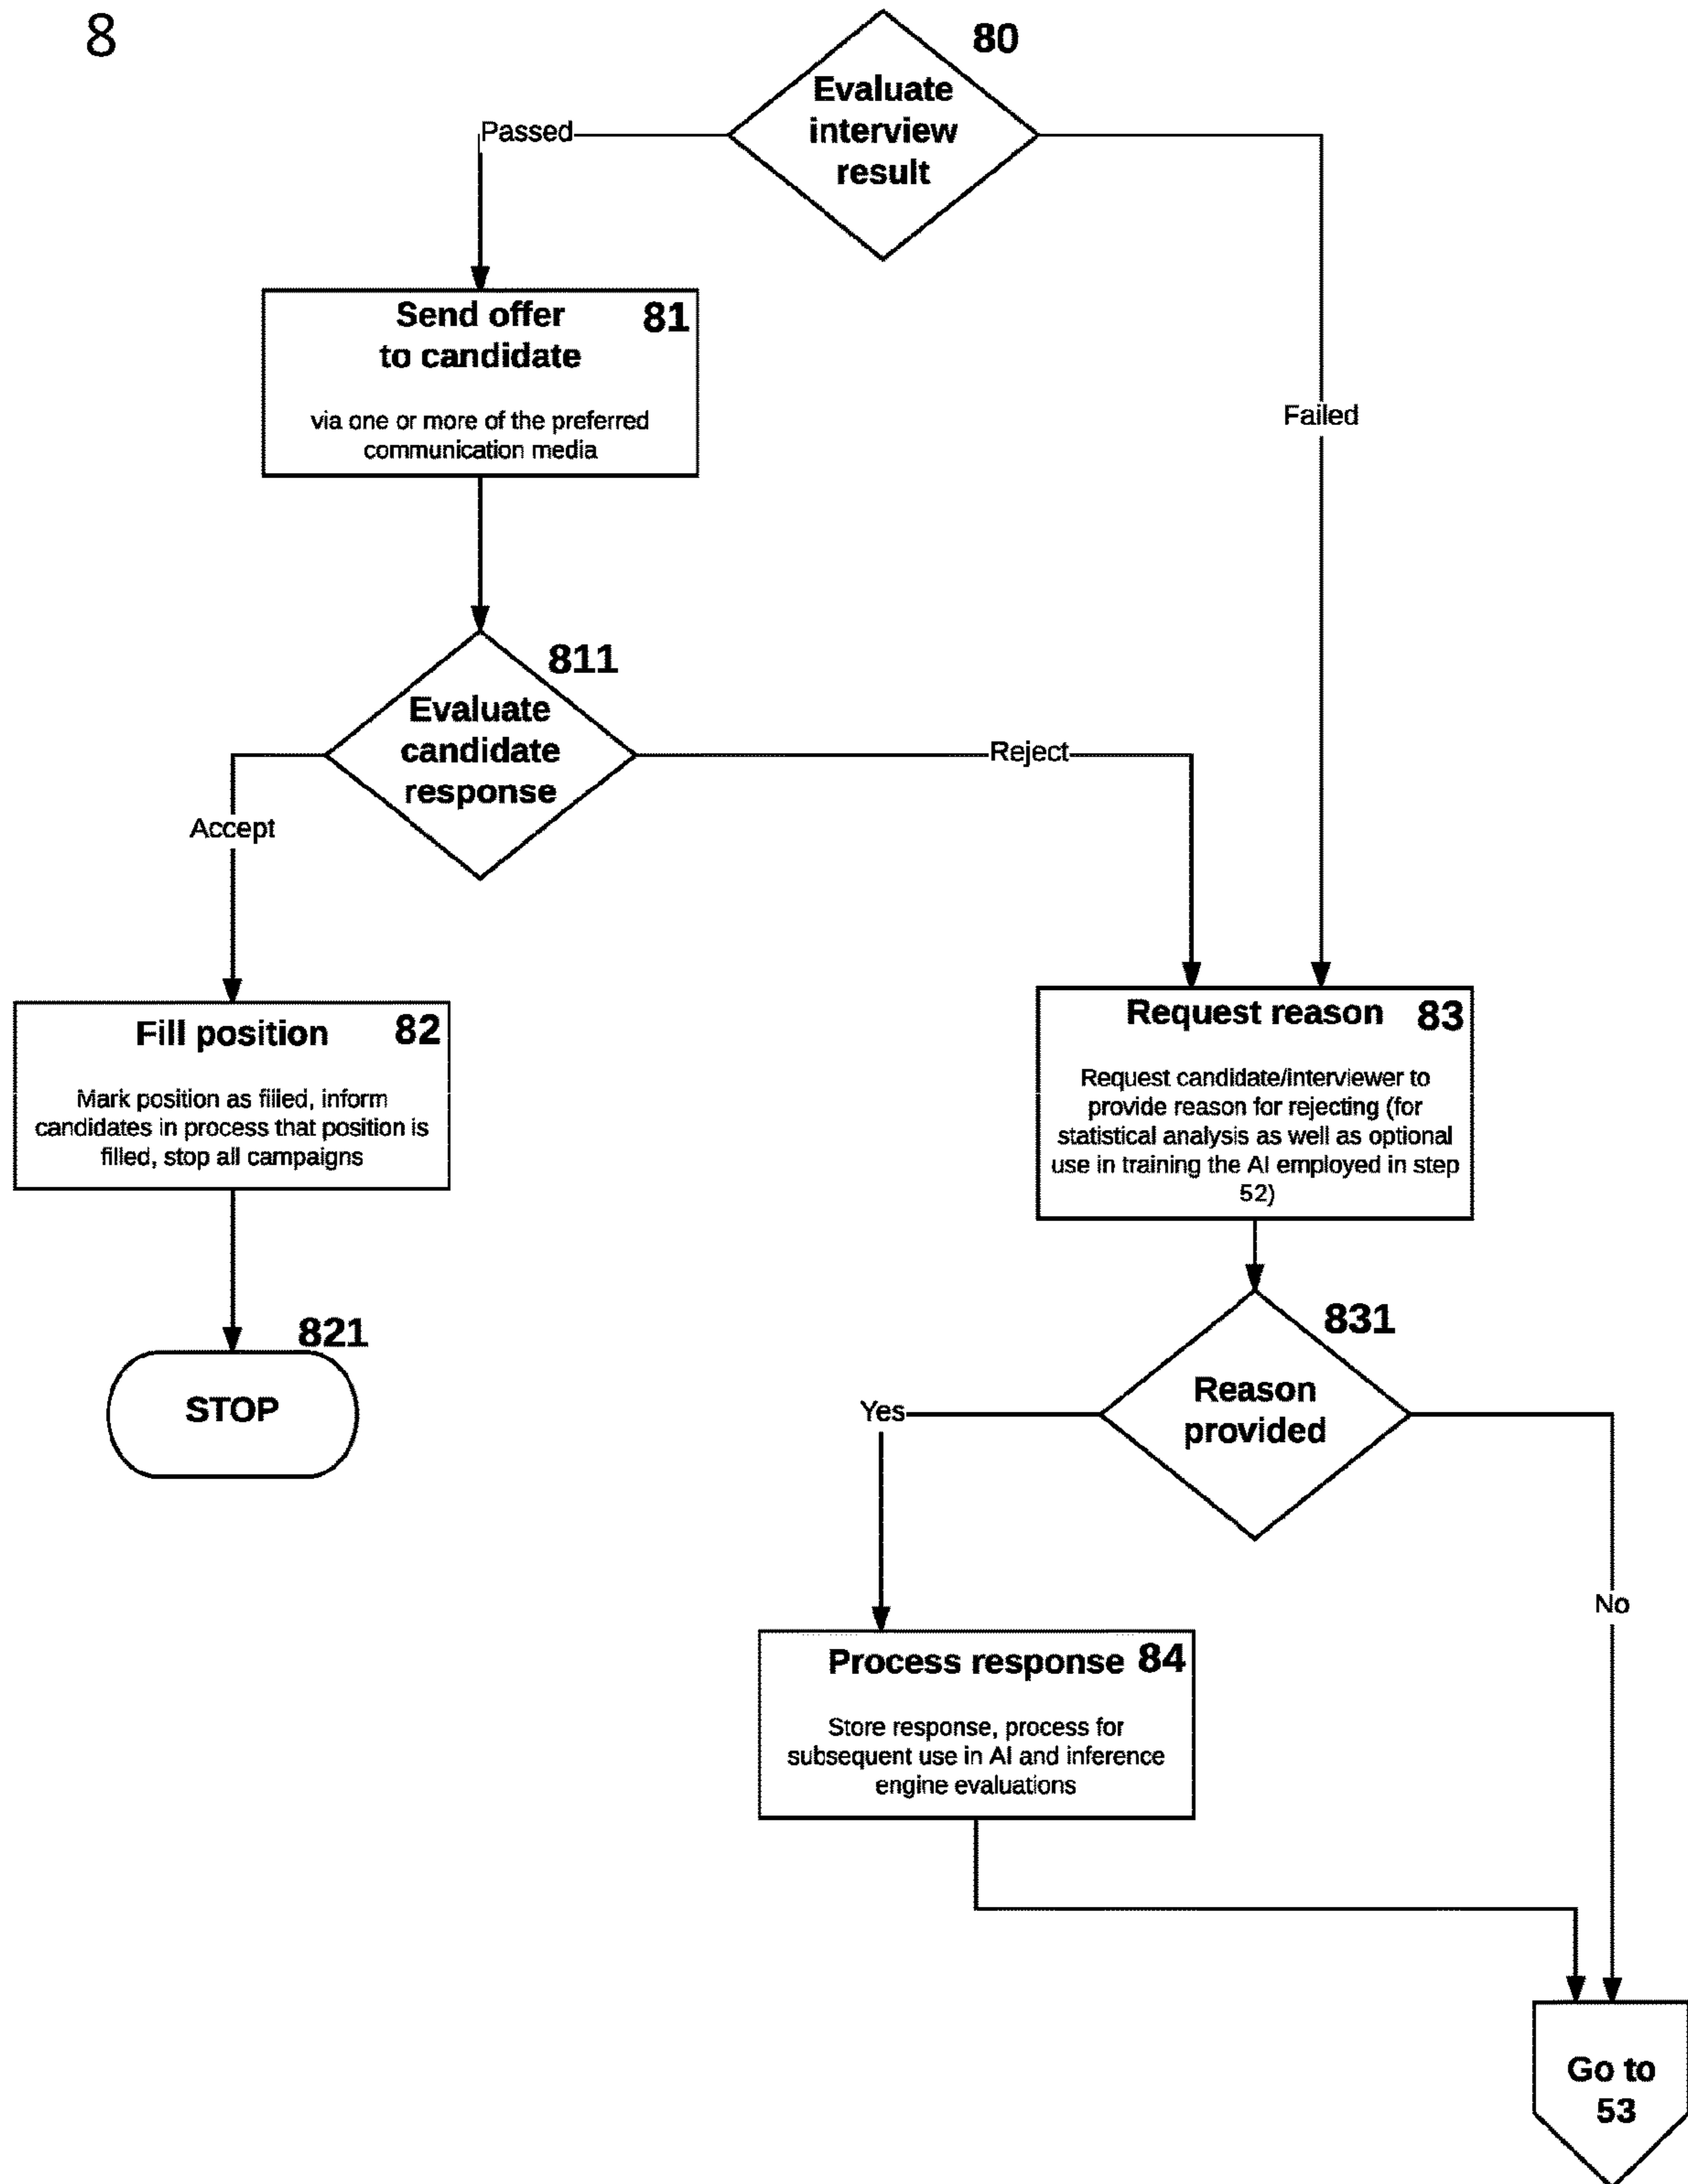 8
80
Evaluate
interview
result
Passed
Failed
Send offer
to candidate
81
via one or more of the preferred
communication media
811
Evaluate
candidate
response
Reject
Accept
Fill position
82
Mark position as filled, inform
candidates in process that position is
filled, stop all campaigns
Request reason
83
Request candidate/interviewer to
provide reason for rejecting (for
statistical analysis as well as optional
use in training the AI employed in step
52)
821
STOP
831
Reason
provided
Yes
No
Process response
84
Store response, process for
subsequent use in AI and inference
engine evaluations
Go to
53